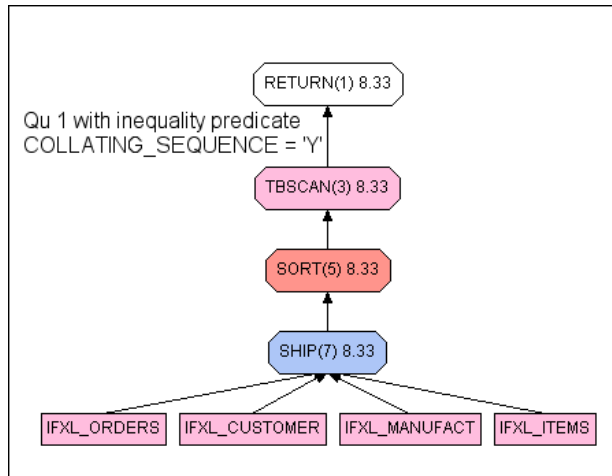 RETURN(1) 8.33
Qu 1 with inequality predicate
COLLATING_SEQUENCE = 'Y'
TBSCAN(3) 8.33
SORT(5) 8.33
SHIP(7) 8.33
IFXL_ORDERS IFXL_CUSTOMER IFXL_MANUFACT IFXL_ITEMS